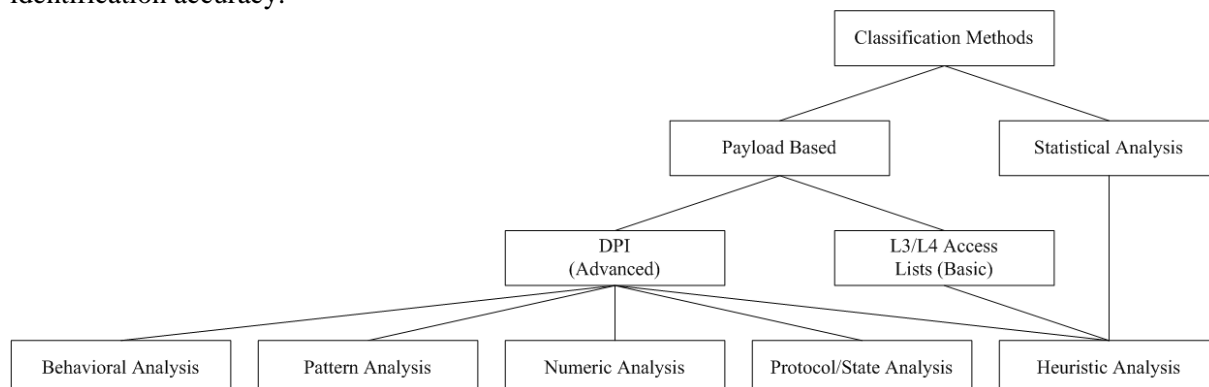 identification accuracy.
Classification Methods
Payload Based
Statistical Analysis
DPI
(Advanced)
L3/L4 Access
Lists (Basic)
Behavioral Analysis
Pattern Analysis
Numeric Analysis
Protocol/State Analysis
Heuristic Analysis